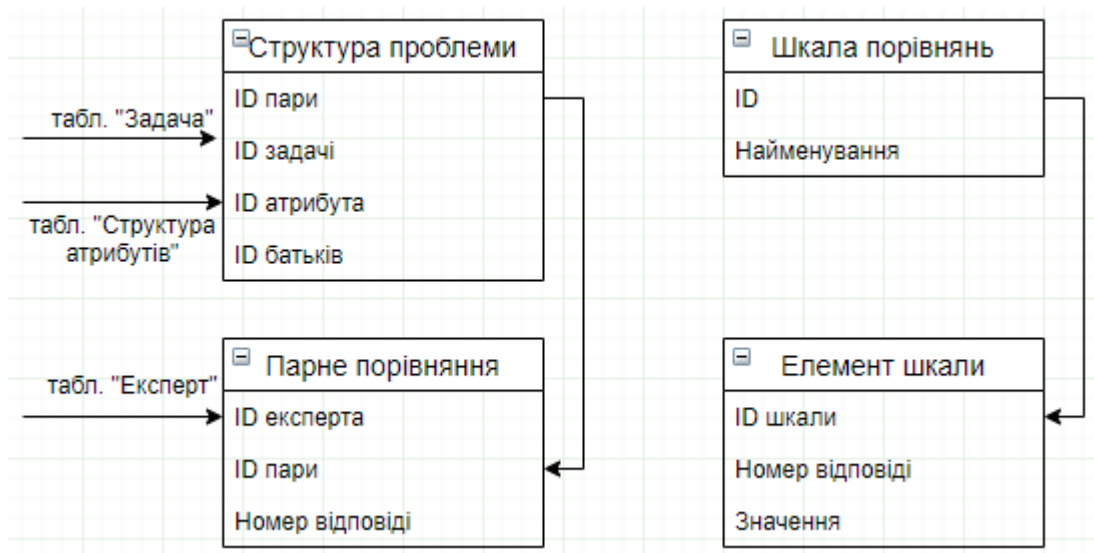 Структура проблеми
ID пари
ID задачі
ID атрибута
ID батьків
табл. "Задача"
табл. "Структура
атрибутів"
Шкала порівнянь
ID
Найменування
Парне порівняння
ID експерта
ID пари
Номер відповіді
табл. "Експерт"
Елемент шкали
ID шкали
Номер відповіді
Значення